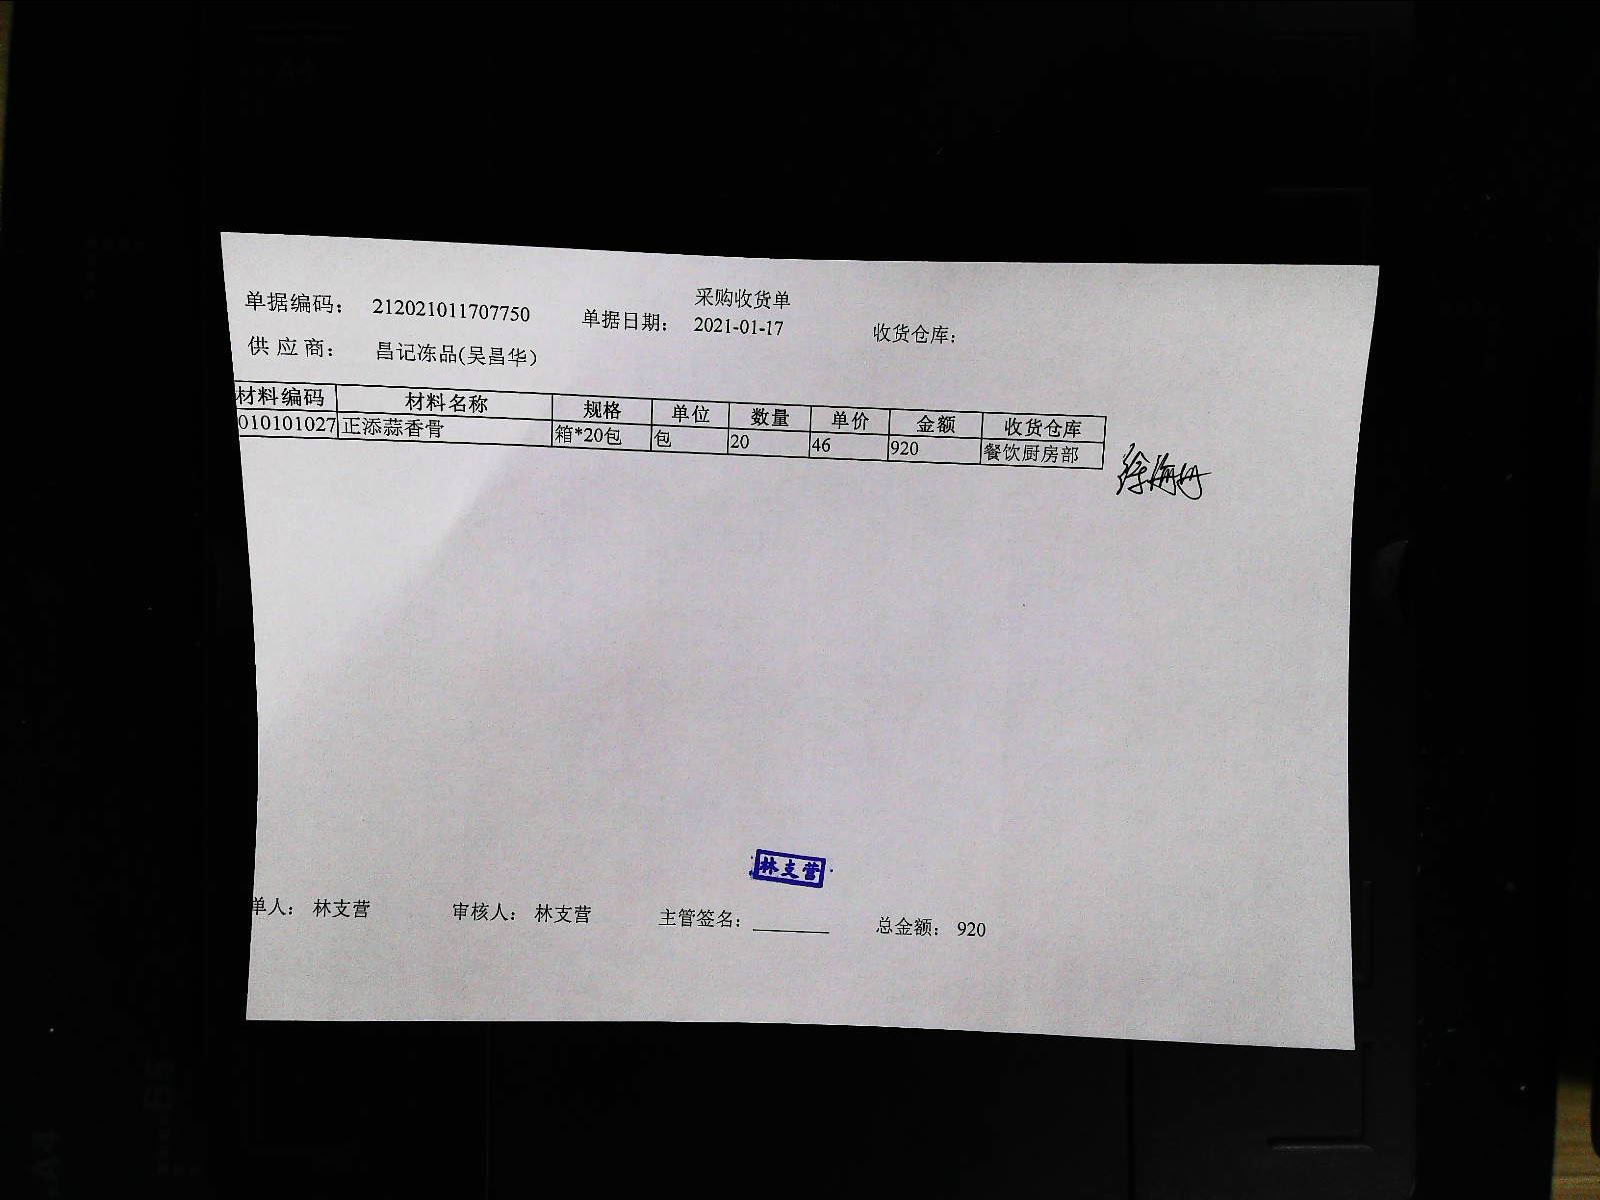 采购收货单
单据编码： 212021011707750 单据日期： 2021-01-17 收货仓库：
供 应 商： 昌记冻品(吴昌华)
材料编码 材料名称 规格 单位 数量 单价 金额 收货仓库
010101027 正添蒜香骨 箱*20包 包 20 46 920 餐饮厨房部
林支营
单人： 林支营 审核人： 林支营 主管签名： 总金额： 920